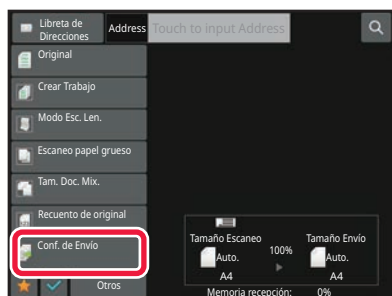 Libreta de
Direcciones
Address
Touch to input Address
Original
Crear Trabajo
Modo Esc. Len.
Escaneo papel grueso
Tam. Doc. Mix.
Recuento de original
Conf. de Envío
Otros
Tamaño Escaneo
100%
Tamaño Envío
Auto.
Auto.
A4
A4
Memoria recepción: 0%